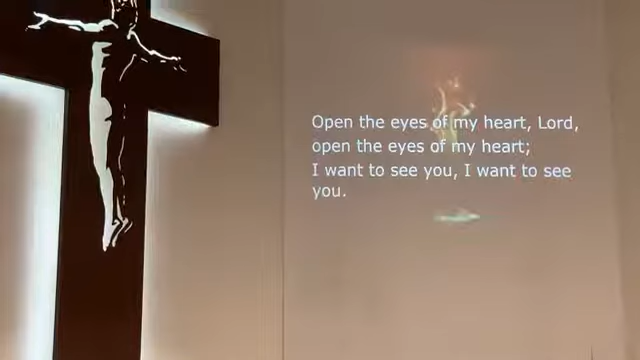 Open the eyes of my heart, Lord,
open the eyes of my heart;
I want to see you, I want to see
you.